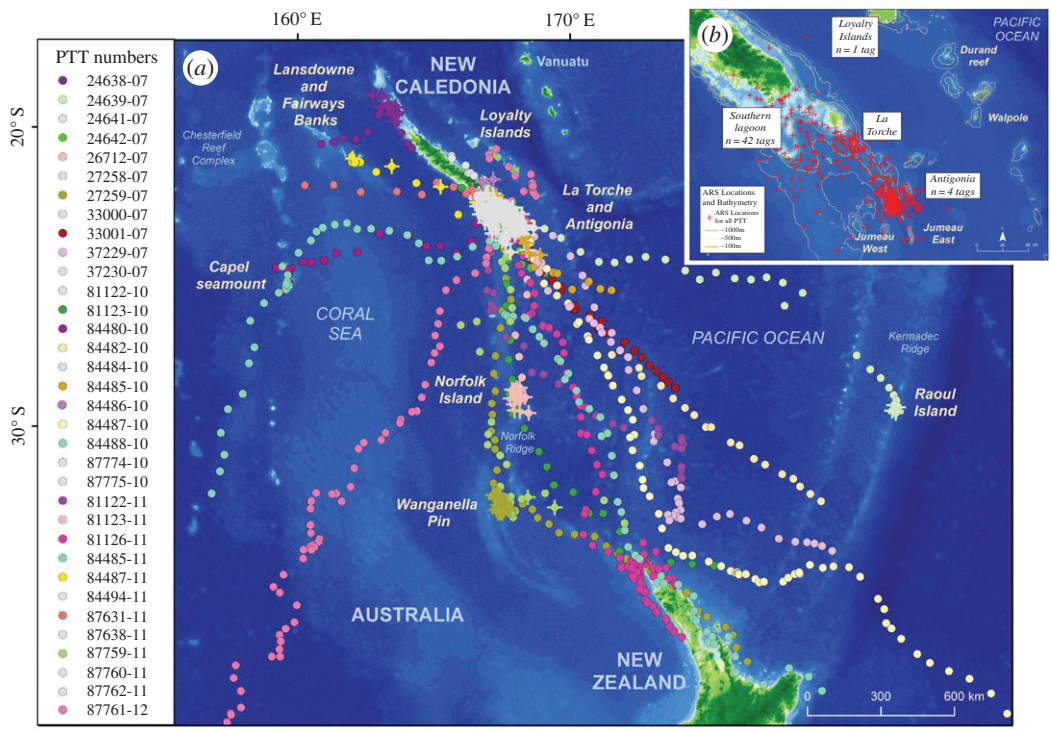 160° E
170° E
20° S
30° S
PTT numbers
24638-07
24639-07
24641-07
24642-07
26712-07
27258-07
27259-07
33000-07
33001-07
37229-07
37230-07
81122-10
81123-10
84480-10
84482-10
84484-10
84485-10
84486-10
84487-10
84488-10
87774-10
87775-10
81122-11
81123-11
81126-11
84485-11
84487-11
84494-11
87631-11
87638-11
87759-11
87760-11
87762-11
87761-12
(a)
Lansdowne
and
Fairways
Banks
NEW
CALEDONIA
Vanuatu
Loyalty
Islands
Chesterfield
Reef
Complex
La Torche
and
Antigonia
Capel
seamount
CORAL
SEA
PACIFIC OCEAN
Kermadec
Ridge
Norfolk
Island
Raoul
Island
Norfolk
Ridge
Wanganella
Pin
AUSTRALIA
NEW
ZEALAND
0 300 600 km
(b)
Loyalty
Islands
n = 1 tag
PACIFIC
OCEAN
Durand
reef
Walpole
Southern
lagoon
n = 42 tags
La
Torche
Antigonia
n = 4 tags
Jumeau
West
Jumeau
East
ARS Locations
and Bathymetry
ARS Locations
for all PTT
–1000m
–500m
–100m